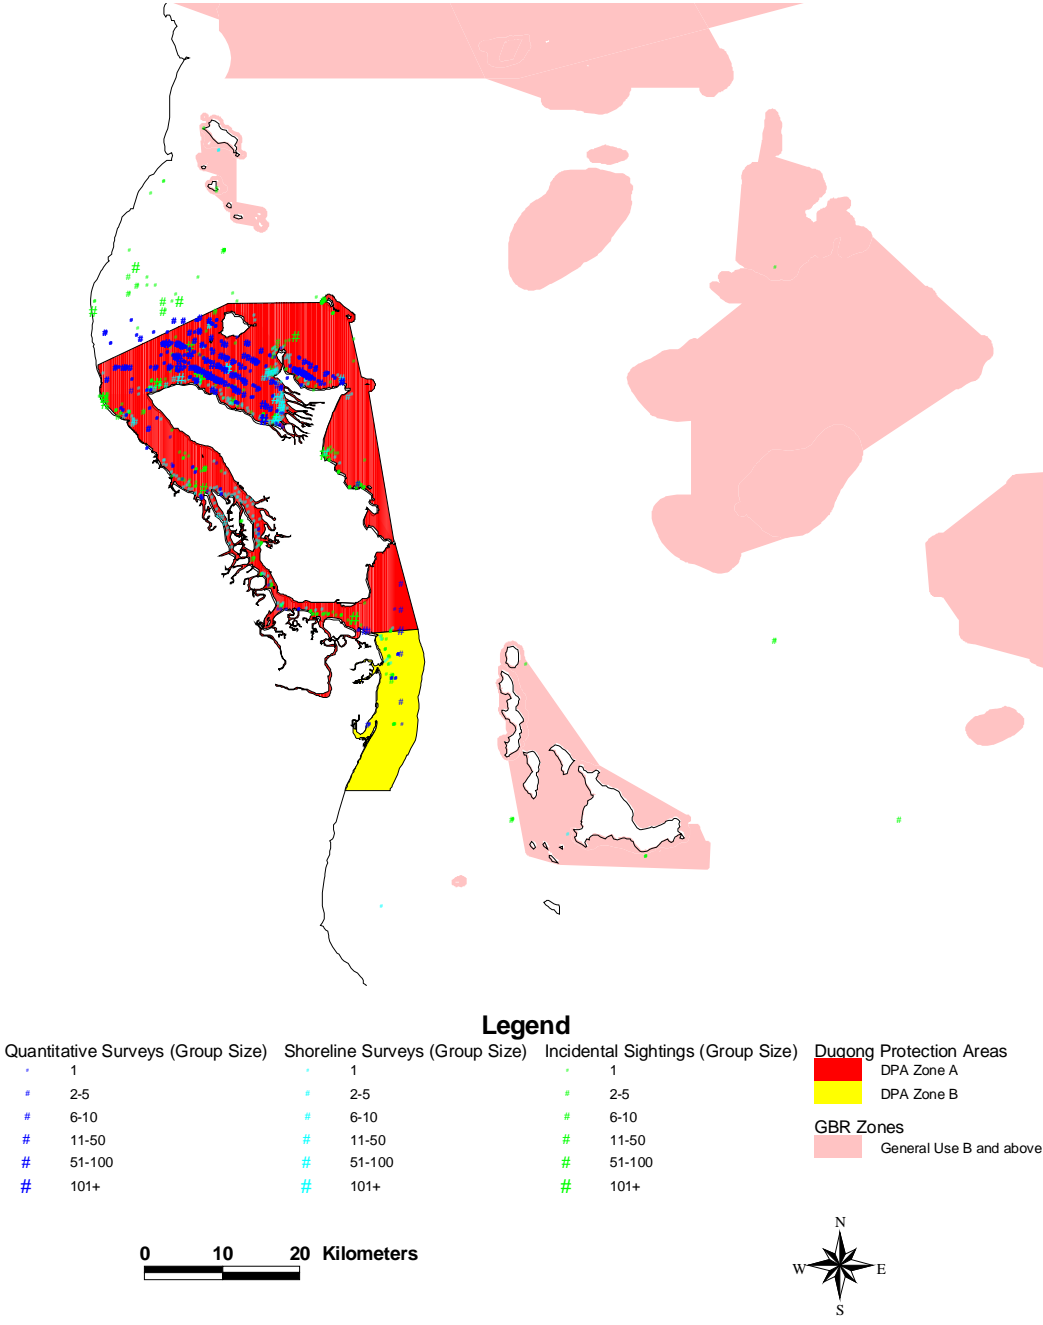 Legend
Quantitative Surveys (Group Size)
# 1
# 2-5
# 6-10
# 11-50
# 51-100
# 101+
Shoreline Surveys (Group Size)
# 1
# 2-5
# 6-10
# 11-50
# 51-100
# 101+
Incidental Sightings (Group Size)
# 1
# 2-5
# 6-10
# 11-50
# 51-100
# 101+
Dugong Protection Areas
DPA Zone A
DPA Zone B
GBR Zones
General Use B and above
0 10 20 Kilometers
N
W E
S